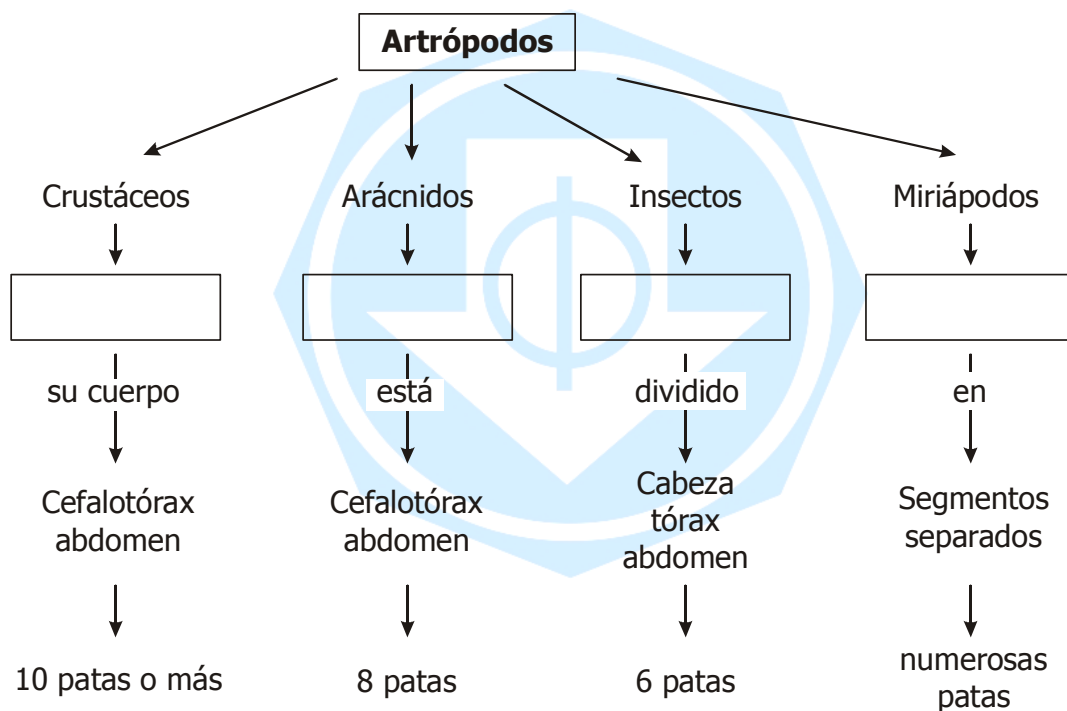 Artrópodos
Crustáceos
Arácnidos
Insectos
Miriápodos
su cuerpo
está
dividido
en
Cefalotórax
abdomen
Cefalotórax
abdomen
Cabeza
tórax
abdomen
Segmentos
separados
10 patas o más
8 patas
6 patas
numerosas
patas